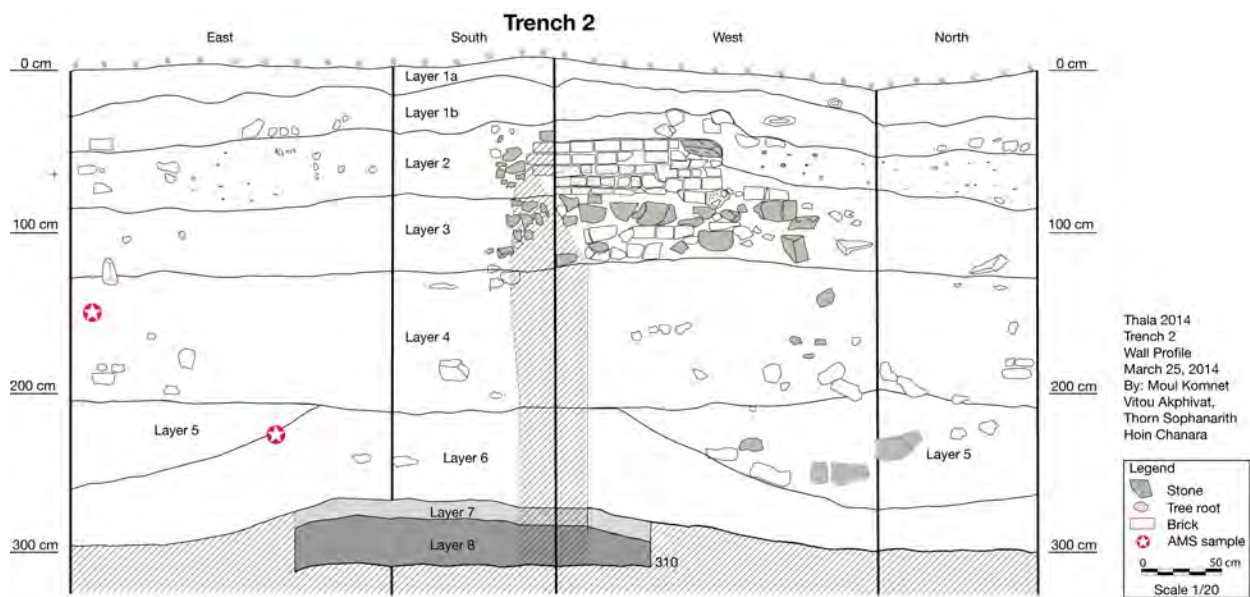 Trench 2
East
South
West
North
0 cm
0 cm
Layer 1a
Layer 1b
Layer 2
100 cm
100 cm
Layer 3
Layer 4
200 cm
200 cm
Layer 5
Layer 6
Layer 5
Layer 7
Layer 8
300 cm
300 cm
310
Thala 2014
Trench 2
Wall Profile
March 25, 2014
By: Moul Komnet
Vitou Akphivat,
Thorn Sophanarith
Hoin Chanara
Legend
Stone
Tree root
Brick
AMS sample
0 50 cm
Scale 1/20